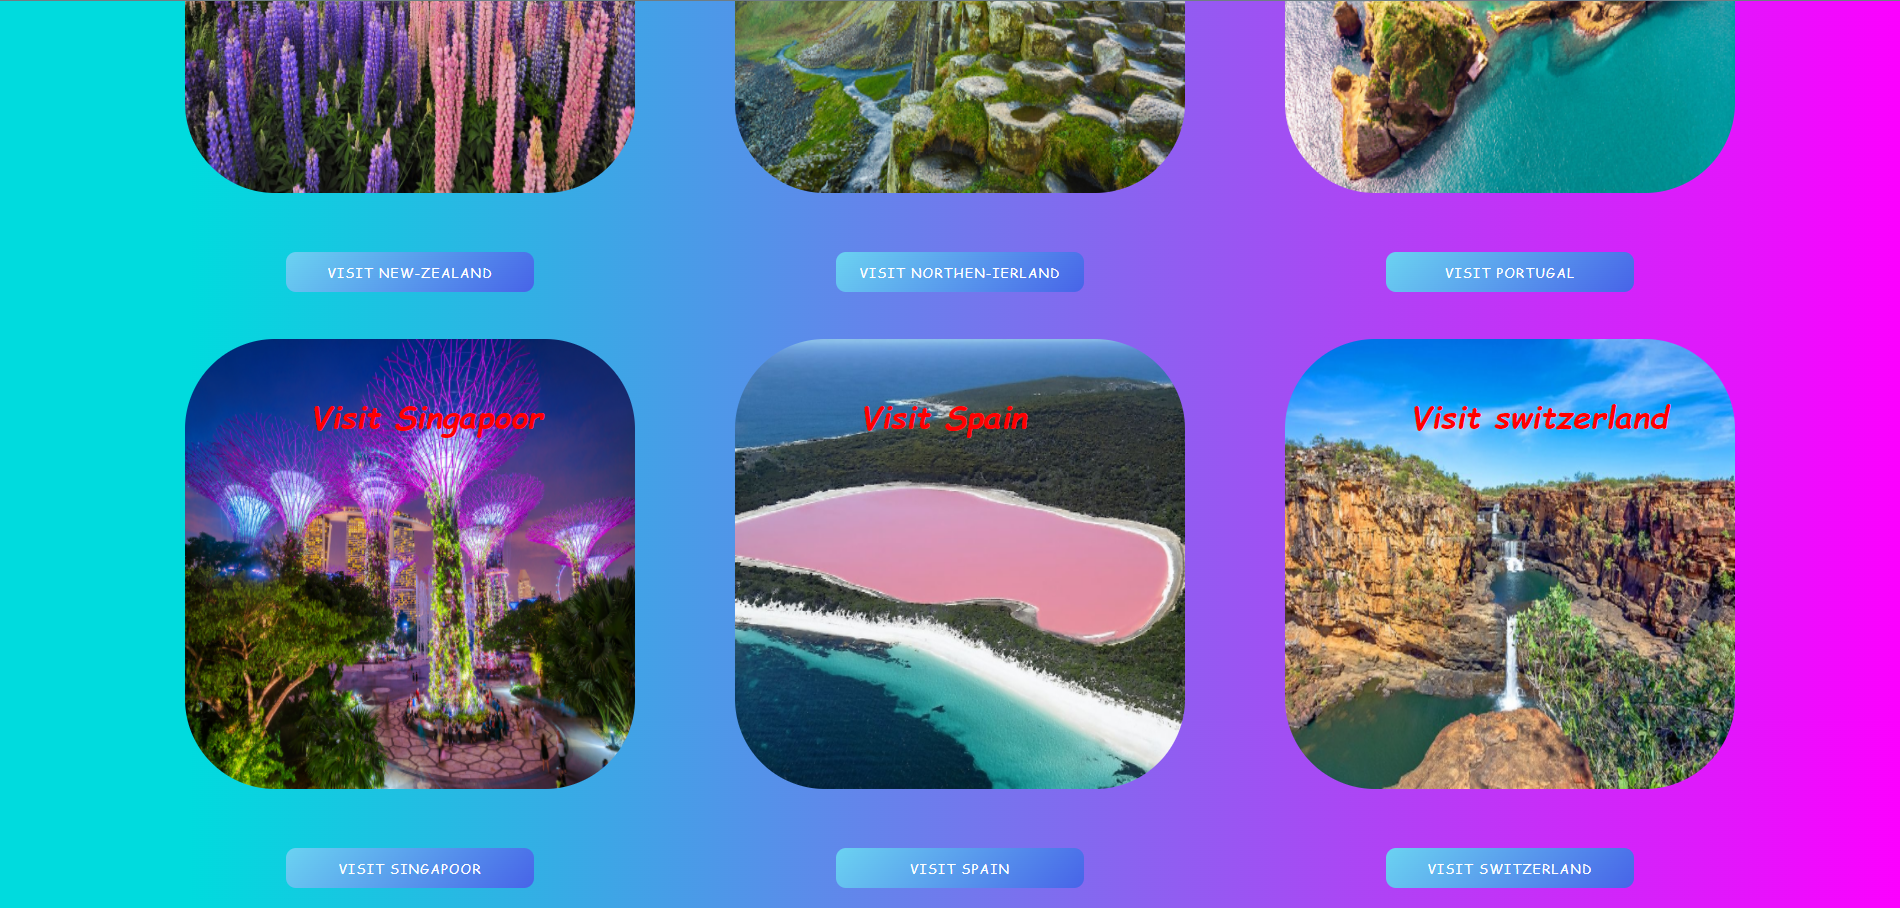 VISIT NEW-ZEALAND
VISIT NORTHEN-IERLAND
VISIT PORTUGAL
Visit Singapoor
Visit Spain
Visit switzerland
VISIT SINGAPOOR
VISIT SPAIN
VISIT SWITZERLAND